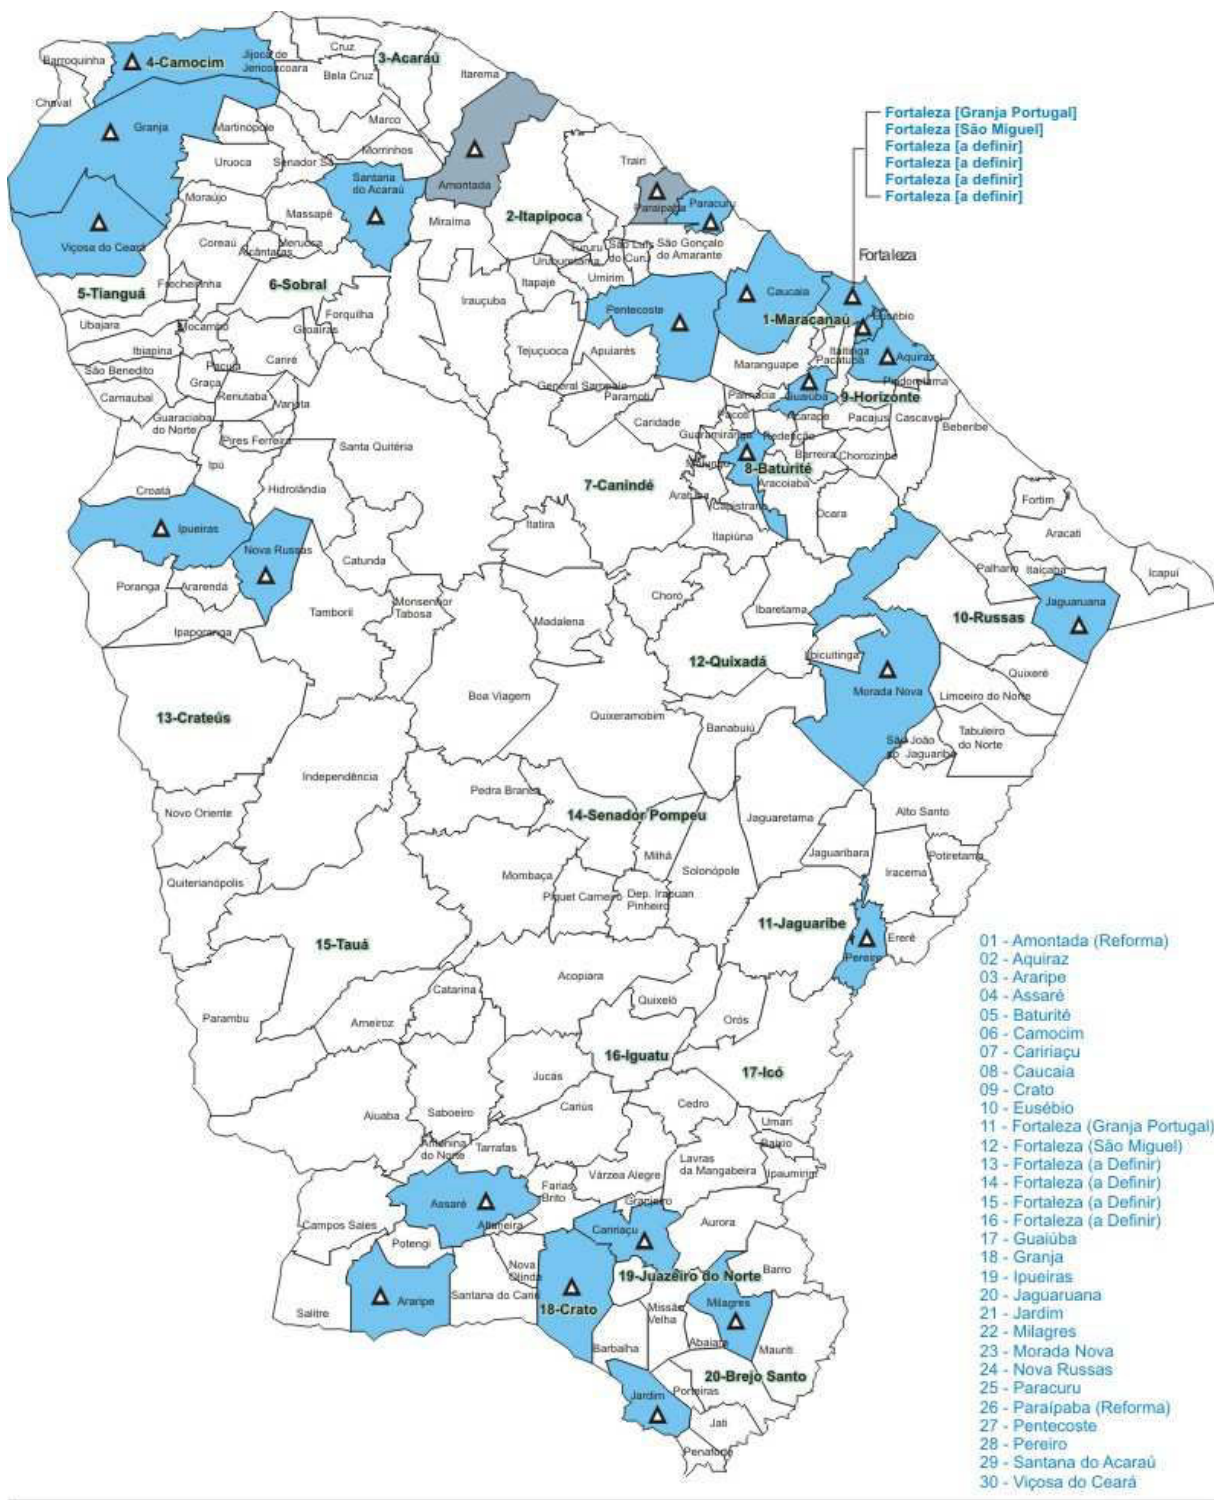 Cruz
3-Acaraú
Barroquinha
4-Camocim
Jijoca de
Jericoacoara
Bela Cruz
Itarema
Chaval
Granja
Martinópole
Marco
Morrinhos
Uruoca
Senador Sá
Santana
do Acaraú
Amontada
Trairi
Paraipaba
Paracuru
Fortaleza [Granja Portugal]
Fortaleza [São Miguel]
Fortaleza [a definir]
Fortaleza [a definir]
Fortaleza [a definir]
Fortaleza [a definir]
Moraújo
Massapê
Miraíma
2-Itapipoca
Viçosa do Ceará
Coreaú
Meruoca
Alcântaras
Tururu
São Luís
do Curu
São Gonçalo
do Amarante
Uruburetama
Umirim
Fortaleza
5-Tianguá
Frecheirinha
6-Sobral
Itapajé
Irauçuba
Pentecoste
Caucaia
1-Maracanaú
Eusébio
Ubajara
Mocambo
Groaíras
Forquilha
Ibiapina
Cariré
Tejuçuoca
Apuiarés
Maranguape
Itaitinga
Pacatuba
Aquiraz
São Benedito
Pacujá
Graça
General Sampaio
Paramoti
Palmácia
Guaiúba
Pindoretama
9-Horizonte
Carnaubal
Reriutaba
Varjota
Guaraciaba
do Norte
Pires Ferreira
Santa Quitéria
Caridade
Pacoti
Acarape
Pacajus
Cascavel
Beberibe
Guaramiranga
Redenção
Barreira
Chorozinho
Ipú
Mulungu
8-Baturité
Aracoiaba
Croatá
Hidrolândia
7-Canindé
Aratuba
Capistrano
Ocara
Fortim
Ipueiras
Nova Russas
Itatira
Itapiúna
Aracati
Catunda
Poranga
Ararendá
Choró
Ibaretama
Palhano
Itaiçaba
Icapuí
Tamboril
Monsenhor
Tabosa
Madalena
Jaguaruana
10-Russas
Ipaporanga
12-Quixadá
Ibicuitinga
Quixeré
Boa Viagem
Morada Nova
Limoeiro do Norte
13-Crateús
Quixeramobim
Banabuiú
São João
do Jaguaribe
Tabuleiro
do Norte
Independência
Pedra Branca
Novo Oriente
14-Senador Pompeu
Jaguaretama
Alto Santo
Milhã
Jaguaribara
Potiretama
Quiterianópolis
Mombaça
Solonópole
Iracema
Piquet Carneiro
Dep. Irapuan
Pinheiro
11-Jaguaribe
15-Tauá
Ererê
Pereiro
Acopiara
Catarina
Quixelô
Parambu
Arneiroz
Orós
16-Iguatu
17-Icó
Jucás
Aiuaba
Saboeiro
Cariús
Cedro
Umari
Antonina
do Norte
Tarrafas
Baixio
Lavras
da Mangabeira
Ipaumirim
Várzea Alegre
Assaré
Farias
Brito
Granjeiro
Campos Sales
Altaneira
Caririaçu
Aurora
Potengi
Nova
Olinda
19-Juazeiro do Norte
Barro
Salitre
Araripe
Santana do Cariri
18-Crato
Missão
Velha
Milagres
Abaiara
Mauriti
Barbalha
20-Brejo Santo
Jardim
Porteiras
Jati
Penaforte
01 - Amontada (Reforma)
02 - Aquiraz
03 - Araripe
04 - Assaré
05 - Baturité
06 - Camocim
07 - Caririaçu
08 - Caucaia
09 - Crato
10 - Eusébio
11 - Fortaleza (Granja Portugal)
12 - Fortaleza (São Miguel)
13 - Fortaleza (a Definir)
14 - Fortaleza (a Definir)
15 - Fortaleza (a Definir)
16 - Fortaleza (a Definir)
17 - Guaiúba
18 - Granja
19 - Ipueiras
20 - Jaguaruana
21 - Jardim
22 - Milagres
23 - Morada Nova
24 - Nova Russas
25 - Paracuru
26 - Paraípaba (Reforma)
27 - Pentecoste
28 - Pereiro
29 - Santana do Acaraú
30 - Viçosa do Ceará